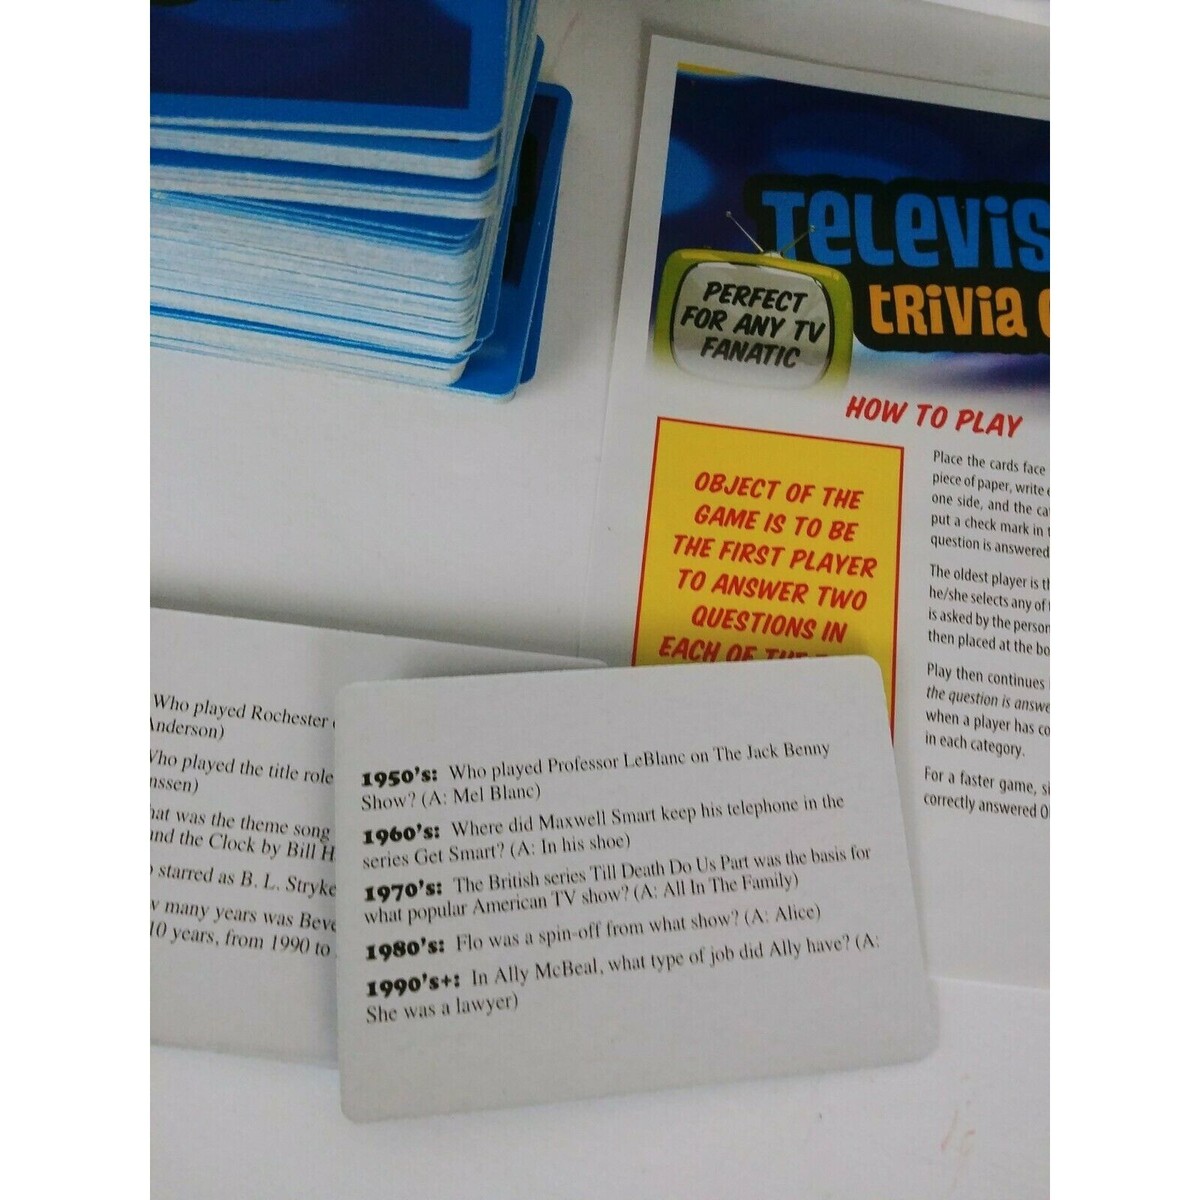 TELEVIS
TRIVIA
PERFECT
FOR ANY TV
FANATIC
HOW TO PLAY
OBJECT OF THE
GAME IS TO BE
THE FIRST PLAYER
TO ANSWER TWO
QUESTIONS IN
EACH OF THE
Place the cards face
piece of paper, write
one side, and the
put a check mark in
question is answered
The oldest player is
he/she selects any of
is asked by the person
then placed at the
Play then continues
the question is
when a player has
in each category.
For a faster game,
correctly answered
Who played Rochester
Anderson)
Who played the title role
nssen)
hat was the theme song
und the Clock by Bill H
starred as B. L. Stryke
w many years was Beve
10 years, from 1990 to
1950's: Who played Professor LeBlanc on The Jack Benny
Show? (A: Mel Blanc)
1960's: Where did Maxwell Smart keep his telephone in the
series Get Smart? (A: In his shoe)
1970's: The British series Till Death Do Us Part was the basis for
what popular American TV show? (A: All In The Family)
1980's: Flo was a spin-off from what show? (A: Alice)
1990's+: In Ally McBeal, what type of job did Ally have? (A:
She was a lawyer)